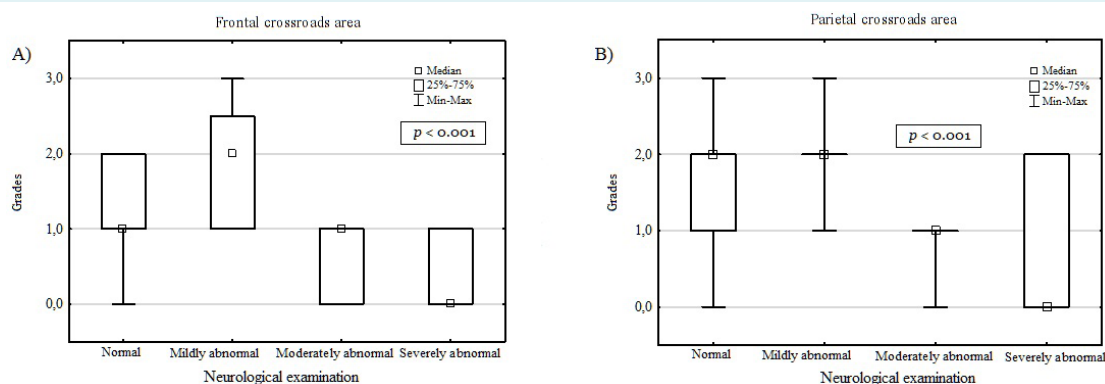 Frontal crossroads area
A)
3,0
2,0
1,0
0,0
Grades
Median
25%-75%
Min-Max
p < 0.001
Normal
Mildly abnormal
Moderately abnormal
Severely abnormal
Neurological examination
Parietal crossroads area
B)
3,0
2,0
1,0
0,0
Grades
Median
25%-75%
Min-Max
p < 0.001
Normal
Mildly abnormal
Moderately abnormal
Severely abnormal
Neurological examination